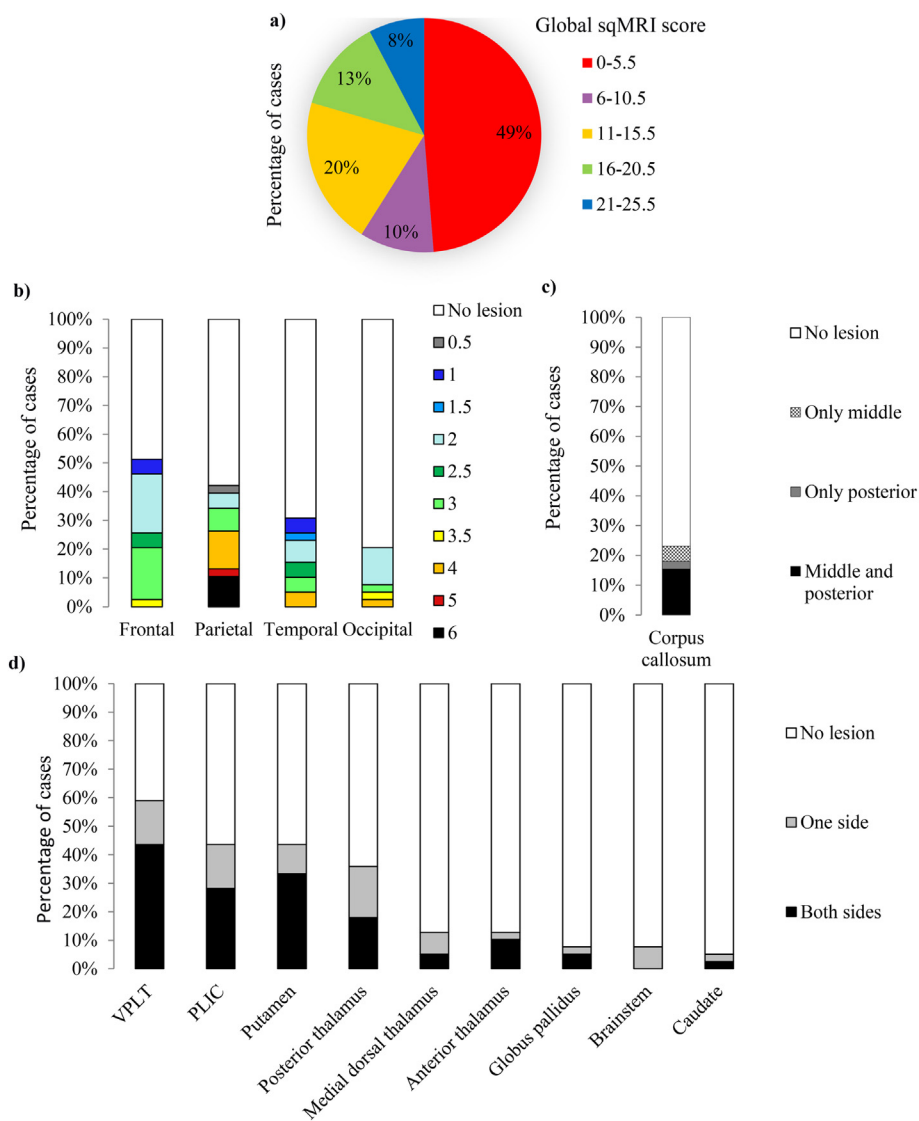 a)
Global sqMRI score
Percentage of cases
8%
13%
20%
10%
49%
0-5.5
6-10.5
11-15.5
16-20.5
21-25.5
b)
Percentage of cases
100%
90%
80%
70%
60%
50%
40%
30%
20%
10%
0%
Frontal Parietal Temporal Occipital
No lesion
0.5
1
1.5
2
2.5
3
3.5
4
5
6
c)
Percentage of cases
100%
90%
80%
70%
60%
50%
40%
30%
20%
10%
0%
Corpus
callosum
No lesion
Only middle
Only posterior
Middle and
posterior
d)
Percentage of cases
100%
90%
80%
70%
60%
50%
40%
30%
20%
10%
0%
VPLT
PLIC
Putamen
Posterior thalamus
Medial dorsal thalamus
Anterior thalamus
Globus pallidus
Brainstem
Caudate
No lesion
One side
Both sides